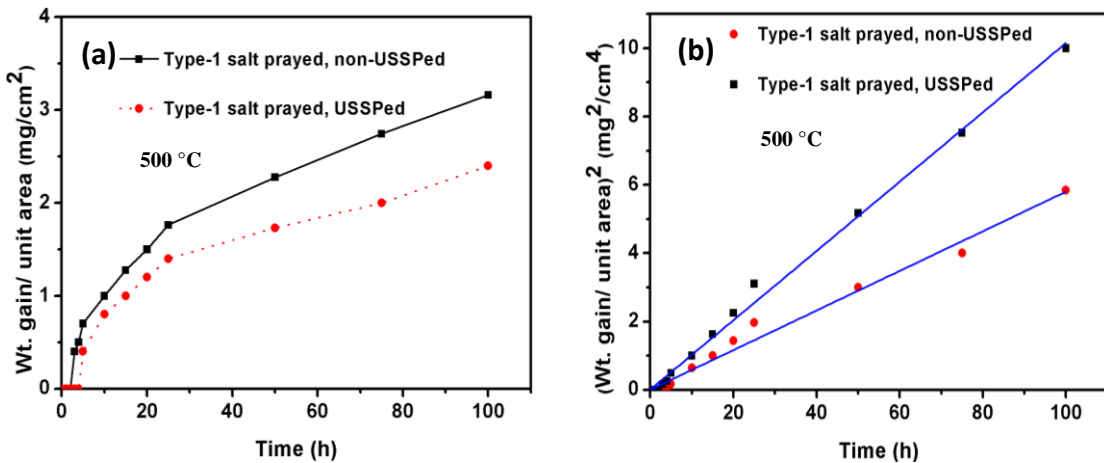 (a)
Type-1 salt prayed, non-USSPed
Type-1 salt prayed, USSPed
500 °C
Wt. gain/ unit area (mg/cm²)
4
3
2
1
0
0 20 40 60 80 100
Time (h)
(b)
Type-1 salt prayed, non-USSPed
Type-1 salt prayed, USSPed
500 °C
(Wt. gain/ unit area)² (mg²/cm⁴)
10
8
6
4
2
0
0 20 40 60 80 100
Time (h)